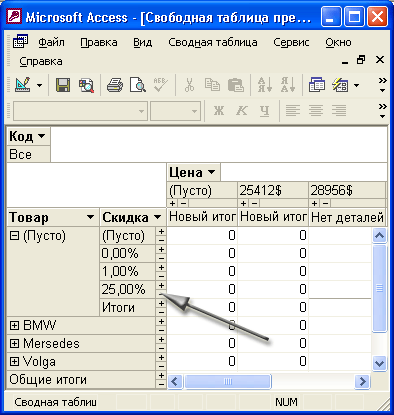 Microsoft Access - [Свободная таблица пре...
Файл Правка Вид Сводная таблица Сервис Окно
Справка
Ж К Ч
Код
Все
Цена
(Пусто) 25412$ 28956$
Товар Скидка Новый итог Новый итог Нет деталей
(Пусто) (Пусто) 0 0
0,00% 0 0
1,00% 0 0
25,00% 0 0
Итоги 0 0
BMW 0 0
Mersedes 0 0
Volga 0 0
Общие итоги
Сводная таблиц NUM